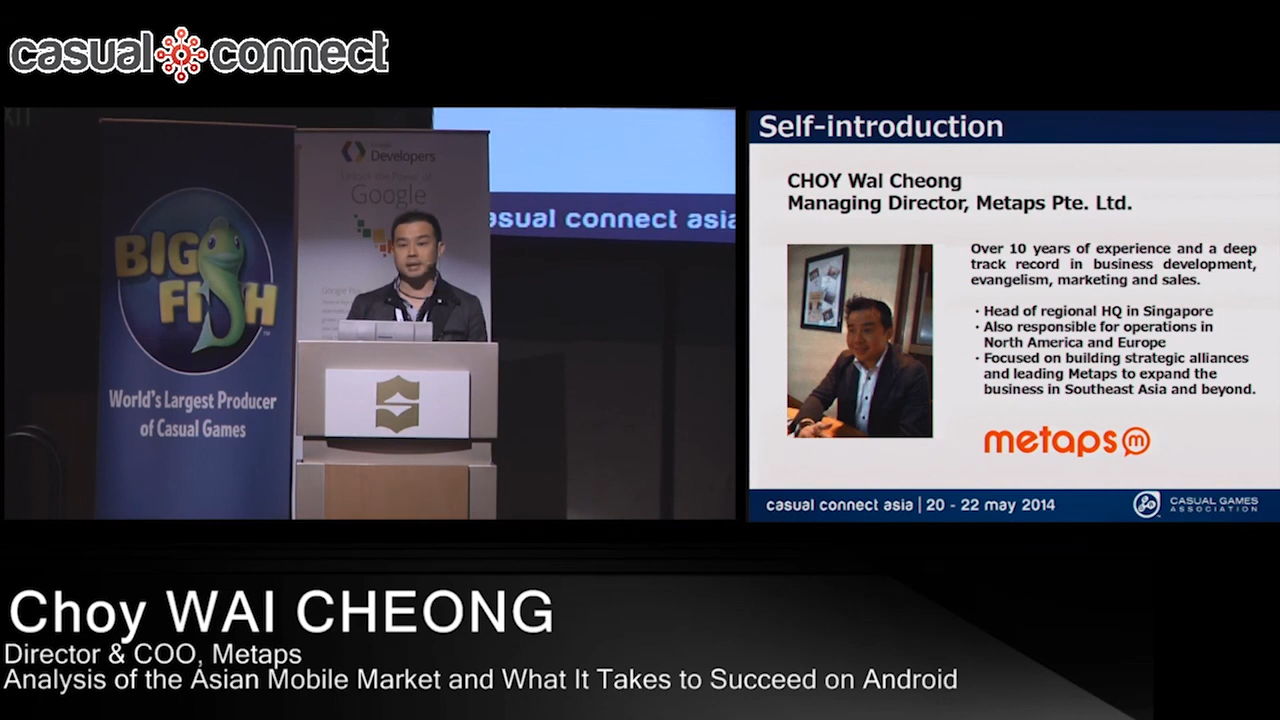 casual connect
BIG
FISH
World's Largest Producer
of Casual Games
Developers
Google
casual connect asia
Self-introduction
CHOY Wai Cheong
Managing Director, Metaps Pte. Ltd.
Over 10 years of experience and a deep
track record in business development,
evangelism, marketing and sales.
・Head of regional HQ in Singapore
・Also responsible for operations in
North America and Europe
・Focused on building strategic alliances
and leading Metaps to expand the
business in Southeast Asia and beyond.
metaps m
casual connect asia | 20 - 22 may 2014
CASUAL GAMES
ASSOCIATION
Choy WAI CHEONG
Director & COO, Metaps
Analysis of the Asian Mobile Market and What It Takes to Succeed on Android